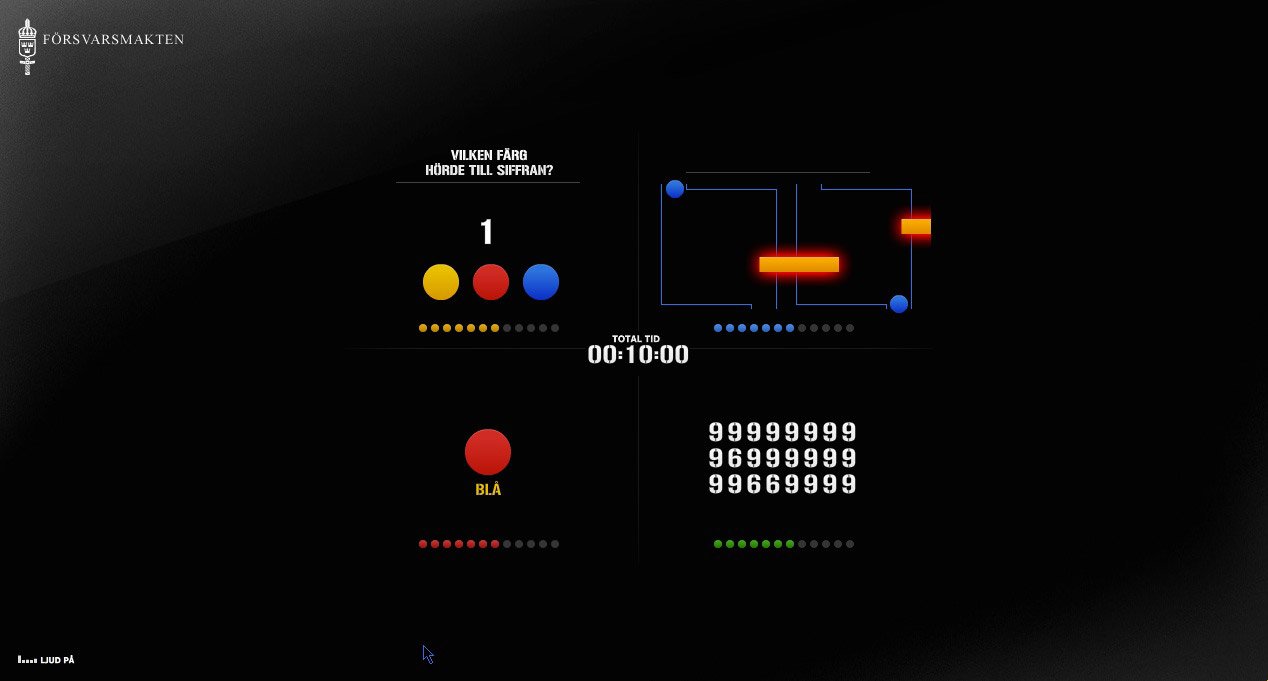 FÖRSVARSMAKTEN
VILKEN FÄRG
HÖRDE TILL SIFFRAN?
1
TOTAL TID
00:10:00
BLÅ
99999999
96999999
99669999
LJUD PÅ